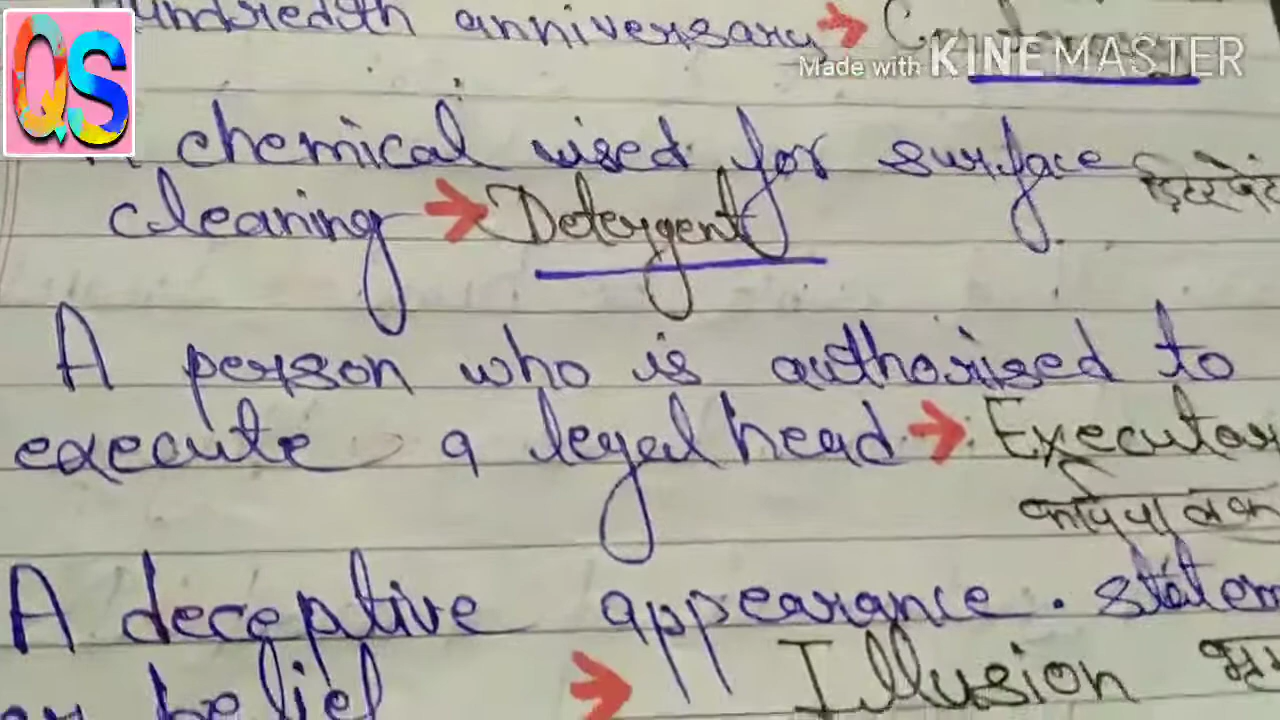 QS
Hundredth anniversary →
Made with KINEMASTER
A chemical used for surface
cleaning → Detergent
A person who is authorised to
execute a legal head → Executor
A deceptive appearance . statem
or belief → Illusion